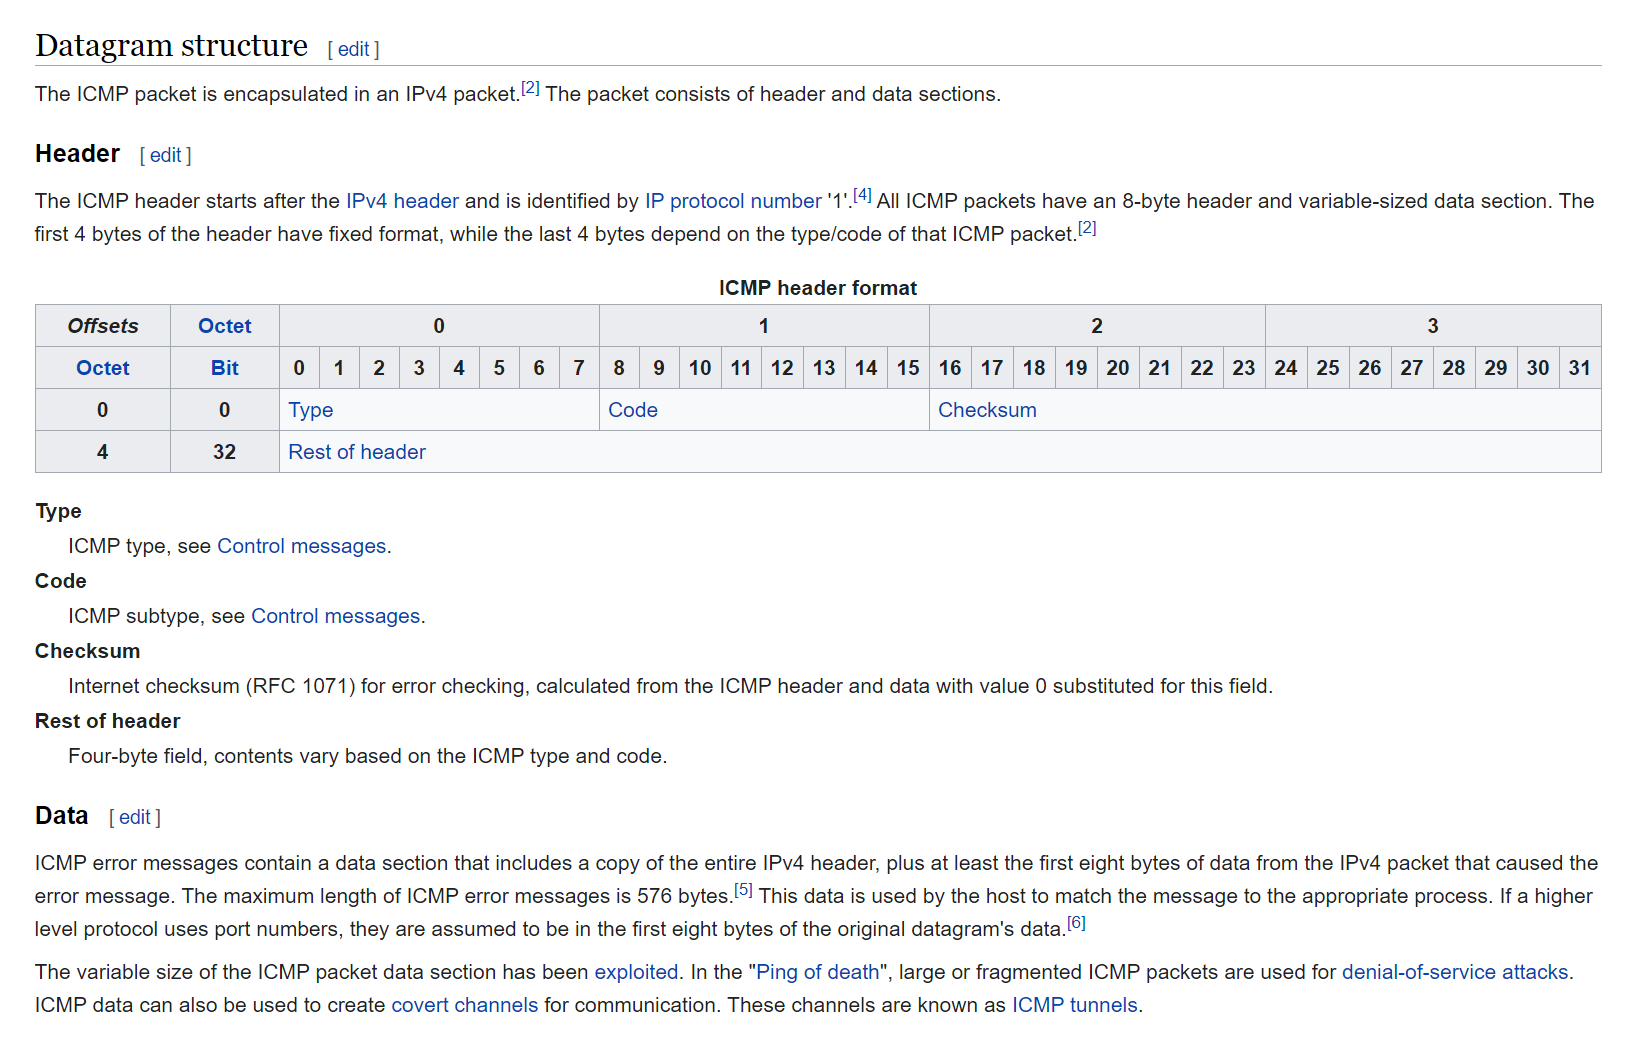 Datagram structure [ edit ]
The ICMP packet is encapsulated in an IPv4 packet.[2] The packet consists of header and data sections.
Header [ edit ]
The ICMP header starts after the IPv4 header and is identified by IP protocol number '1'.[4] All ICMP packets have an 8-byte header and variable-sized data section. The
first 4 bytes of the header have fixed format, while the last 4 bytes depend on the type/code of that ICMP packet.[2]
ICMP header format
Offsets Octet 0 1 2 3
Octet Bit 0 1 2 3 4 5 6 7 8 9 10 11 12 13 14 15 16 17 18 19 20 21 22 23 24 25 26 27 28 29 30 31
0 0 Type Code Checksum
4 32 Rest of header
Type
ICMP type, see Control messages.
Code
ICMP subtype, see Control messages.
Checksum
Internet checksum (RFC 1071) for error checking, calculated from the ICMP header and data with value 0 substituted for this field.
Rest of header
Four-byte field, contents vary based on the ICMP type and code.
Data [ edit ]
ICMP error messages contain a data section that includes a copy of the entire IPv4 header, plus at least the first eight bytes of data from the IPv4 packet that caused the
error message. The maximum length of ICMP error messages is 576 bytes.[5] This data is used by the host to match the message to the appropriate process. If a higher
level protocol uses port numbers, they are assumed to be in the first eight bytes of the original datagram's data.[6]
The variable size of the ICMP packet data section has been exploited. In the "Ping of death", large or fragmented ICMP packets are used for denial-of-service attacks.
ICMP data can also be used to create covert channels for communication. These channels are known as ICMP tunnels.